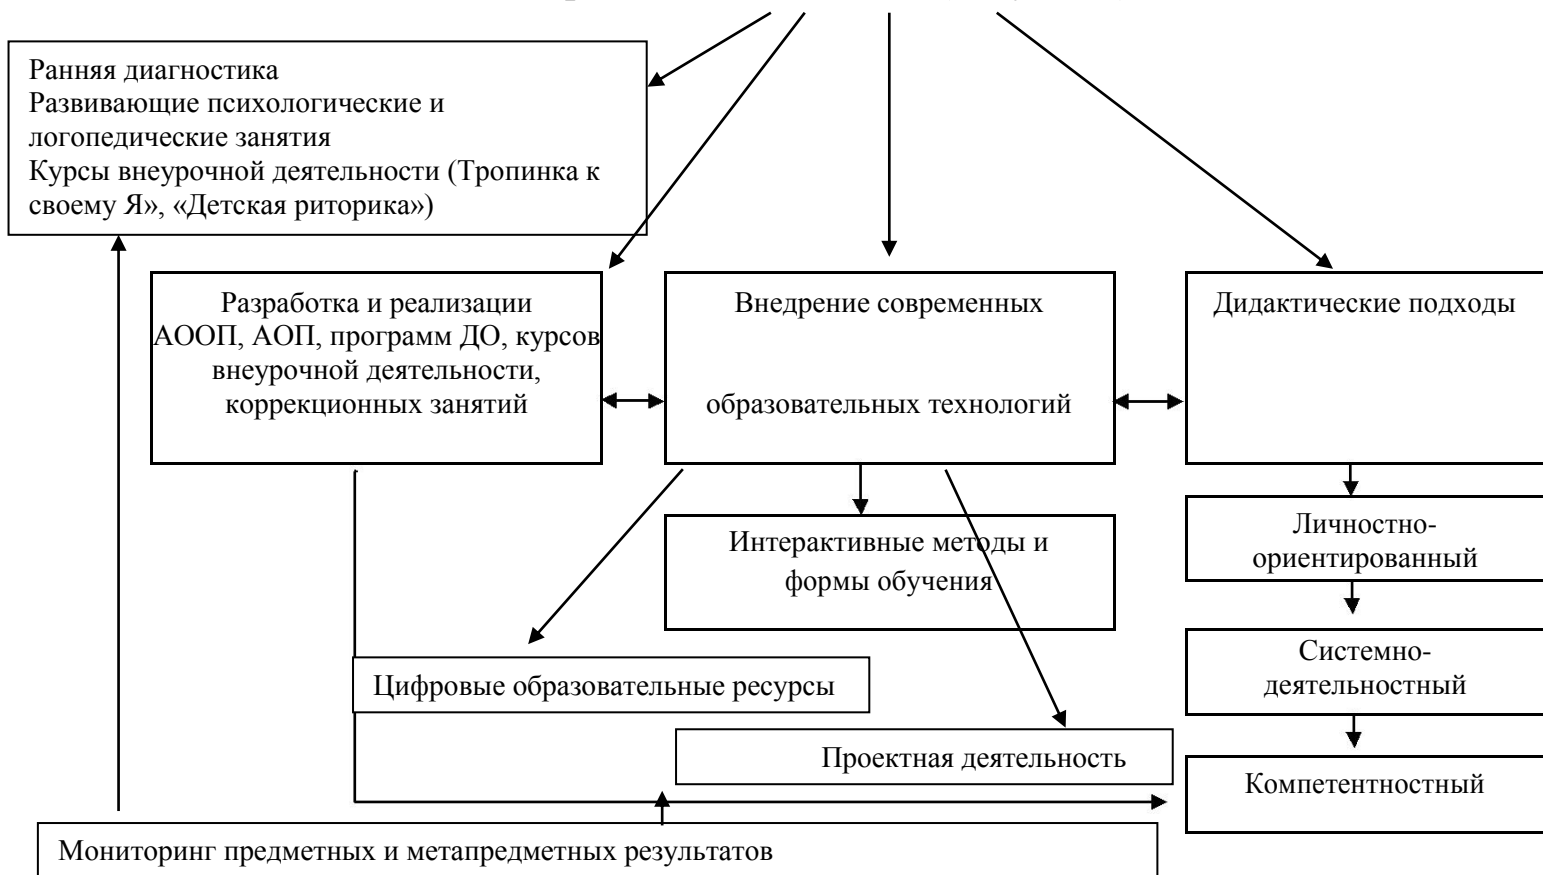 Ранняя диагностика
Развивающие психологические и
логопедические занятия
Курсы внеурочной деятельности (Тропинка к
своему Я», «Детская риторика»)
Разработка и реализации
АООП, АОП, программ ДО, курсов
внеурочной деятельности,
коррекционных занятий
Внедрение современных
образовательных технологий
Дидактические подходы
Интерактивные методы и
формы обучения
Личностно-
ориентированный
Системно-
деятельностный
Цифровые образовательные ресурсы
Проектная деятельность
Компетентностный
Мониторинг предметных и метапредметных результатов